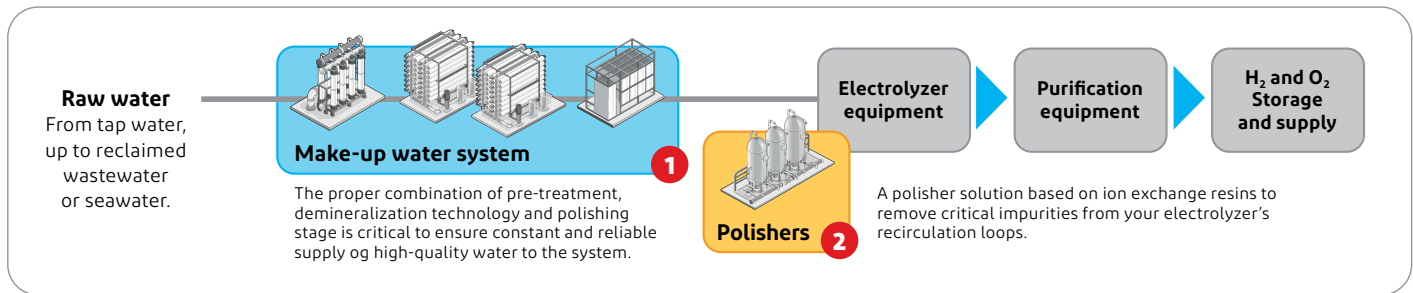 Raw water
From tap water,
up to reclaimed
wastewater
or seawater.
Make-up water system
1
The proper combination of pre-treatment,
demineralization technology and polishing
stage is critical to ensure constant and reliable
supply og high-quality water to the system.
Polishers
2
A polisher solution based on ion exchange resins to
remove critical impurities from your electrolyzer’s
recirculation loops.
Electrolyzer
equipment
Purification
equipment
H₂ and O₂
Storage
and supply